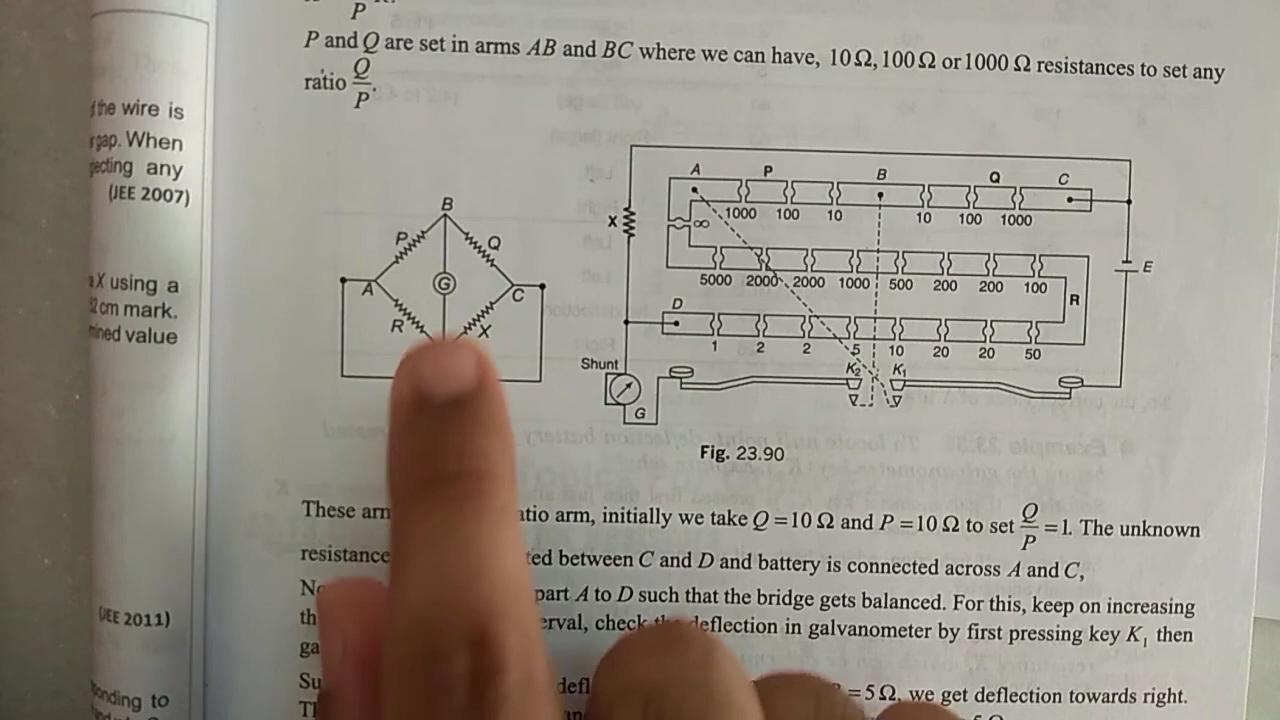 P
P and Q are set in arms AB and BC where we can have, 10 Ω, 100 Ω or 1000 Ω resistances to set any
ratio Q/P.
the wire is
gap. When
any
(JEE 2007)
X using a
cm mark.
value
(JEE 2011)
to
B
P
Q
G
A
C
R
X
A P B Q C
1000 100 10 10 100 1000
X
∞
E
5000 2000 2000 1000 500 200 200 100
R
D
1 2 2 5 10 20 20 50
Shunt
K₂ K₁
G
Fig. 23.90
These atio arm, initially we take Q = 10 Ω and P = 10 Ω to set Q/P = 1. The unknown
resistance ted between C and D and battery is connected across A and C,
part A to D such that the bridge gets balanced. For this, keep on increasing
th erval, check the deflection in galvanometer by first pressing key K₁ then
ga
Su defl = 5 Ω, we get deflection towards right.